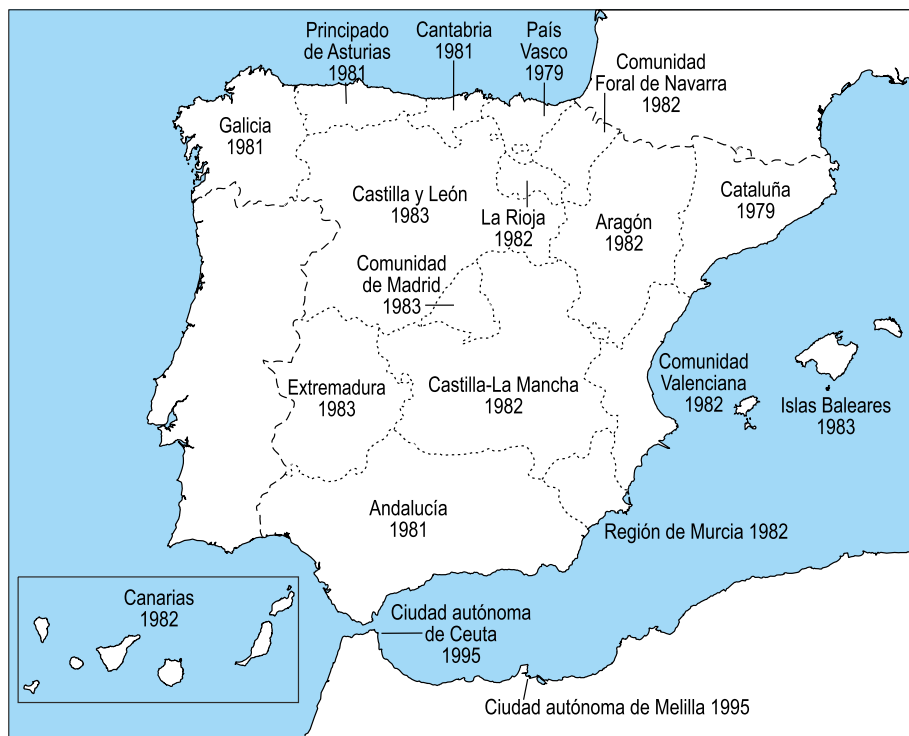 Principado
de Asturias
1981
Cantabria
1981
País
Vasco
1979
Comunidad
Foral de Navarra
1982
Galicia
1981
Castilla y León
1983
La Rioja
1982
Aragón
1982
Cataluña
1979
Comunidad
de Madrid
1983
Extremadura
1983
Castilla-La Mancha
1982
Comunidad
Valenciana
1982
Islas Baleares
1983
Andalucía
1981
Región de Murcia 1982
Canarias
1982
Ciudad autónoma
de Ceuta
1995
Ciudad autónoma de Melilla 1995